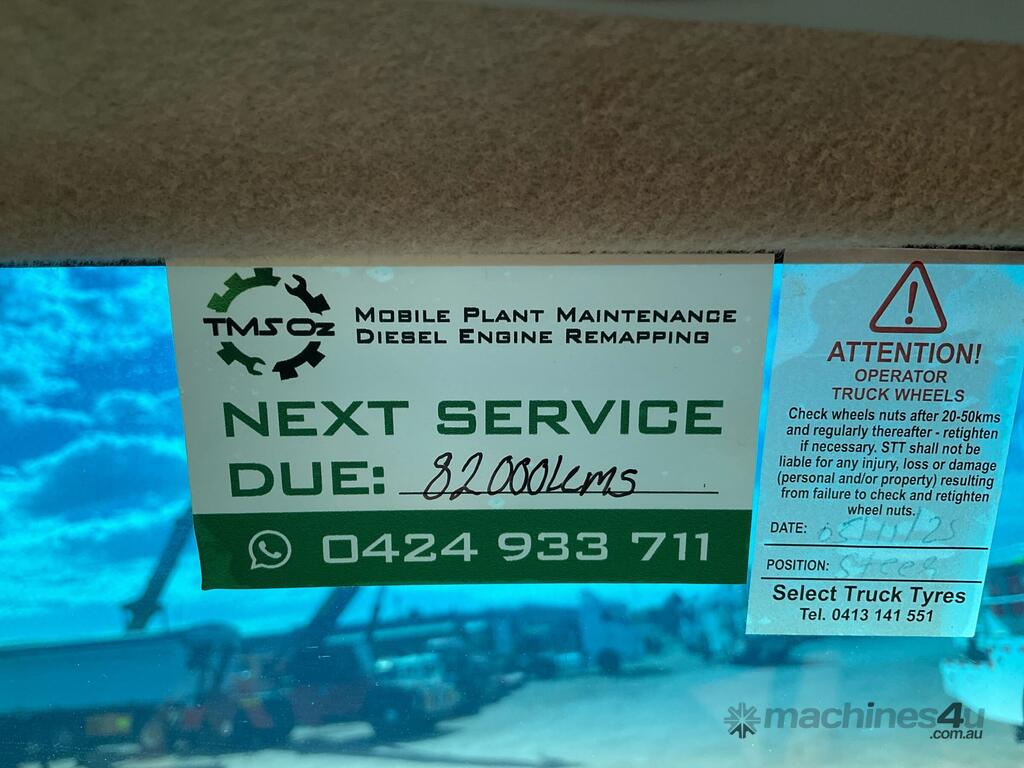 TMS Oz
MOBILE PLANT MAINTENANCE
DIESEL ENGINE REMAPPING
NEXT SERVICE
DUE: 82000kms
0424 933 711
ATTENTION!
OPERATOR
TRUCK WHEELS
Check wheels nuts after 20-50kms
and regularly thereafter - retighten
if necessary. STT shall not be
liable for any injury, loss or damage
(personal and/or property) resulting
from failure to check and retighten
wheel nuts.
DATE: 05/11/25
POSITION: Steer
Select Truck Tyres
Tel. 0413 141 551
machines4u
.com.au